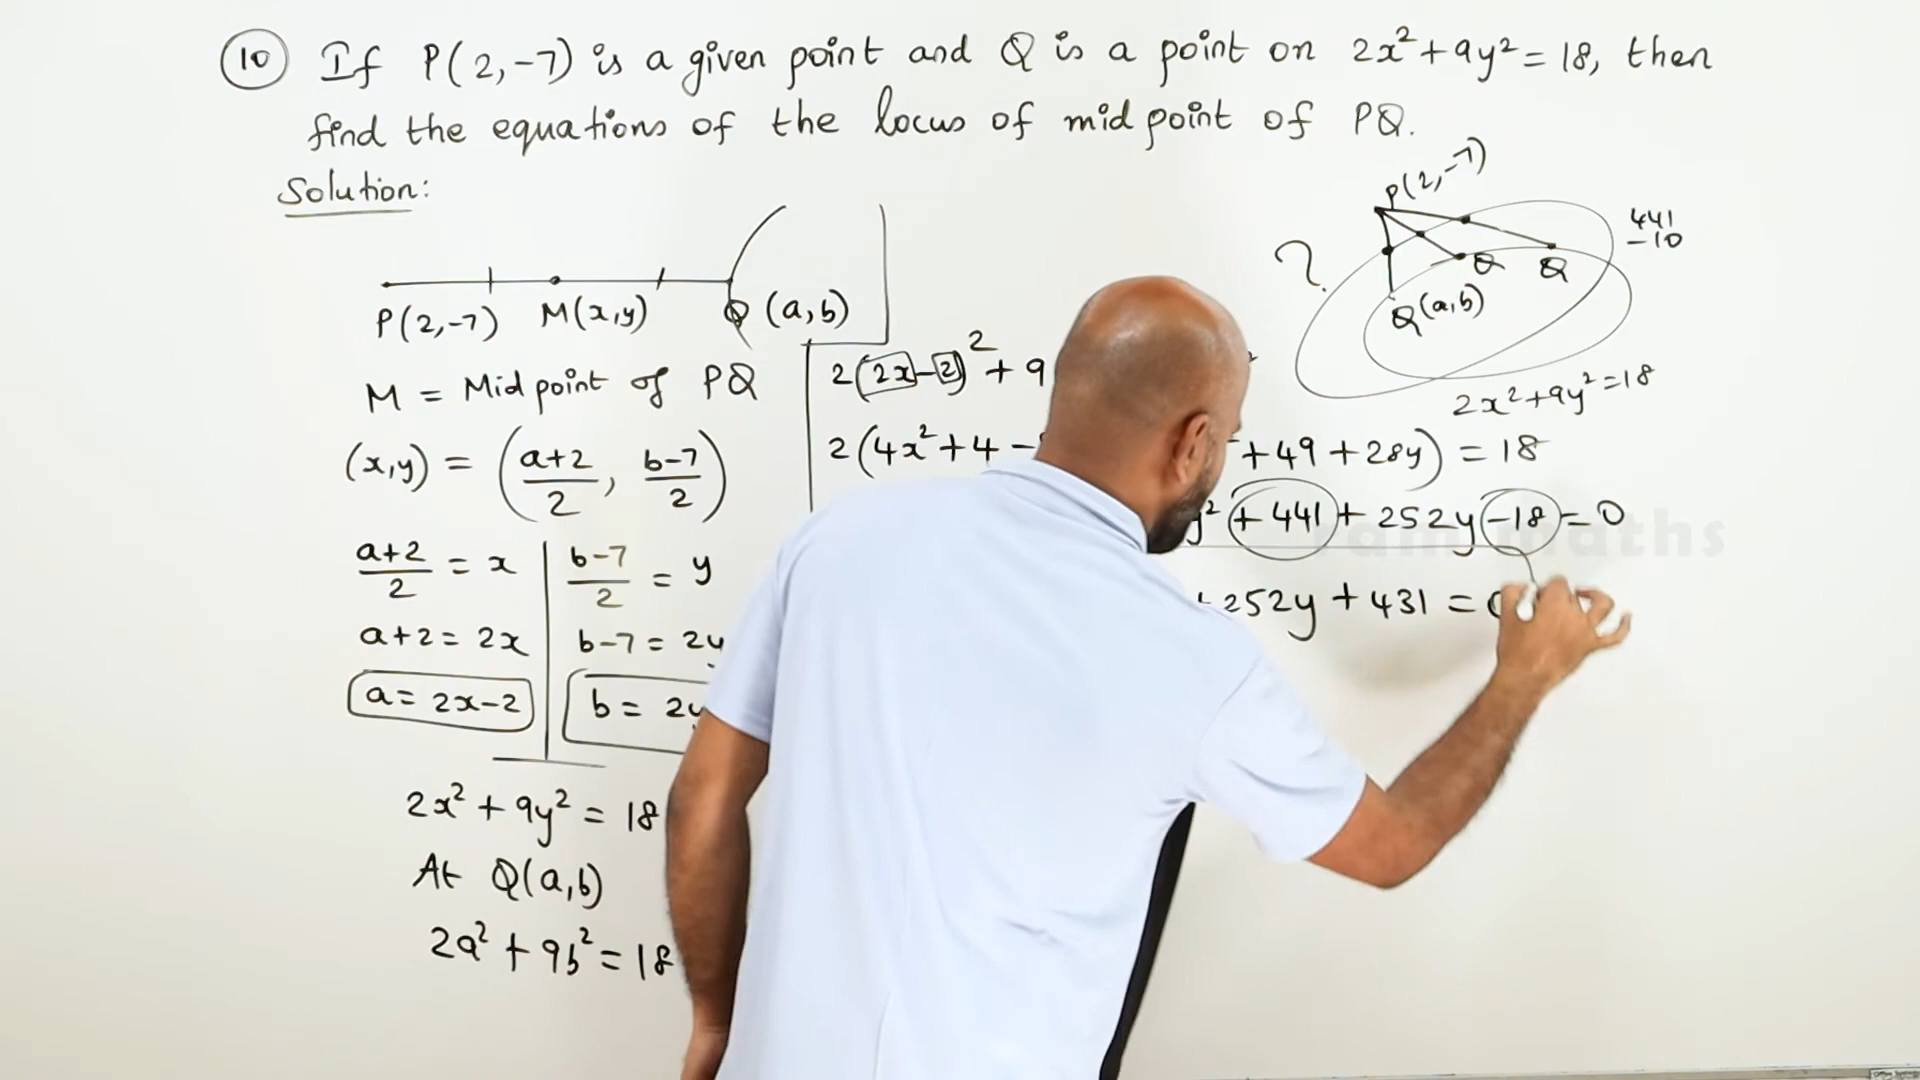 10 If P(2,-7) is a given point and Q is a point on 2x²+9y²=18, then
find the equations of the locus of mid point of PQ.
Solution:
P(2,-7) M(x,y) Q (a,b)
M = Mid point of PQ
(x,y) = (a+2/2, b-7/2)
a+2/2 = x
a+2 = 2x
a = 2x-2
b-7/2 = y
b-7 = 2y
b = 2y
2x² + 9y² = 18
At Q(a,b)
2a² + 9b² = 18
2(2x-2)² + 9
2(4x²+4-
+49+28y) = 18
y² +441 + 252y -18 = 0
+252y + 431 = 0
P(2,-7)
441
-10
?
Q Q
Q(a,b)
2x²+9y²=18
ram maths